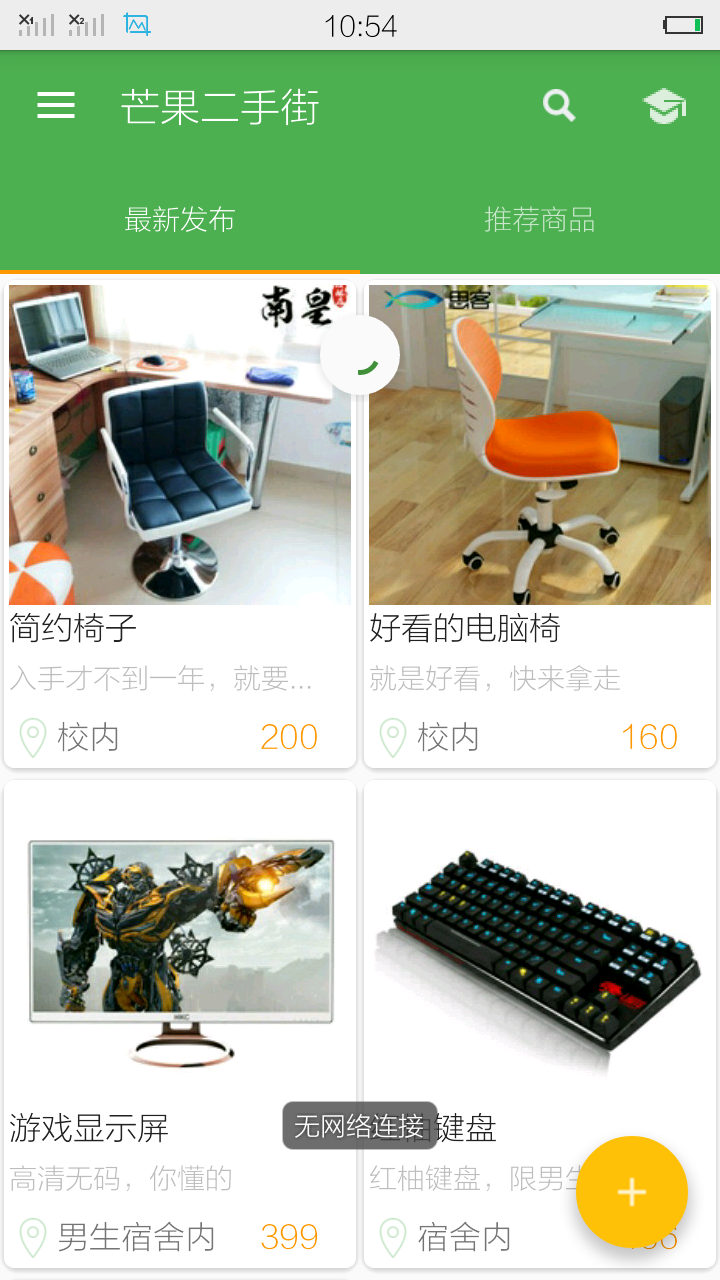 10:54
芒果二手街
最新发布
推荐商品
南皇
思客
简约椅子
入手才不到一年，就要...
校内
200
好看的电脑椅
就是好看，快来拿走
校内
160
HKC
游戏显示屏
高清无码，你懂的
男生宿舍内
399
键盘
红柚键盘，限男生
宿舍内
无网络连接